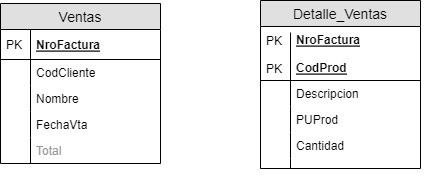 Ventas
PK NroFactura
CodCliente
Nombre
FechaVta
Total
Detalle_Ventas
PK NroFactura
PK CodProd
Descripcion
PUProd
Cantidad